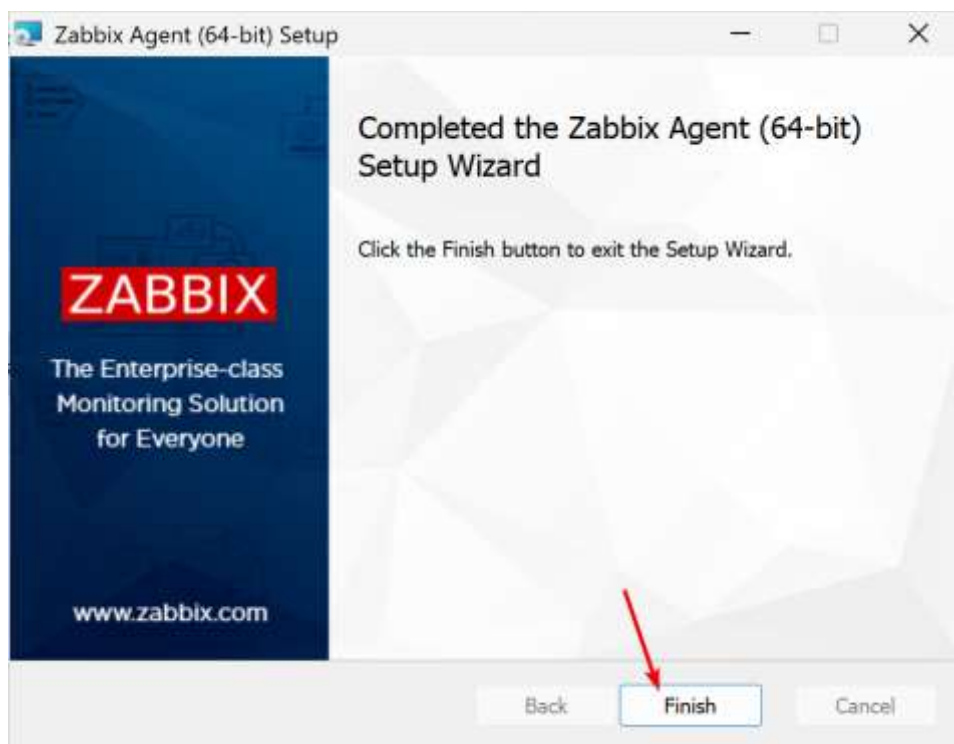 Zabbix Agent (64-bit) Setup
Completed the Zabbix Agent (64-bit)
Setup Wizard
Click the Finish button to exit the Setup Wizard.
ZABBIX
The Enterprise-class
Monitoring Solution
for Everyone
www.zabbix.com
Back
Finish
Cancel